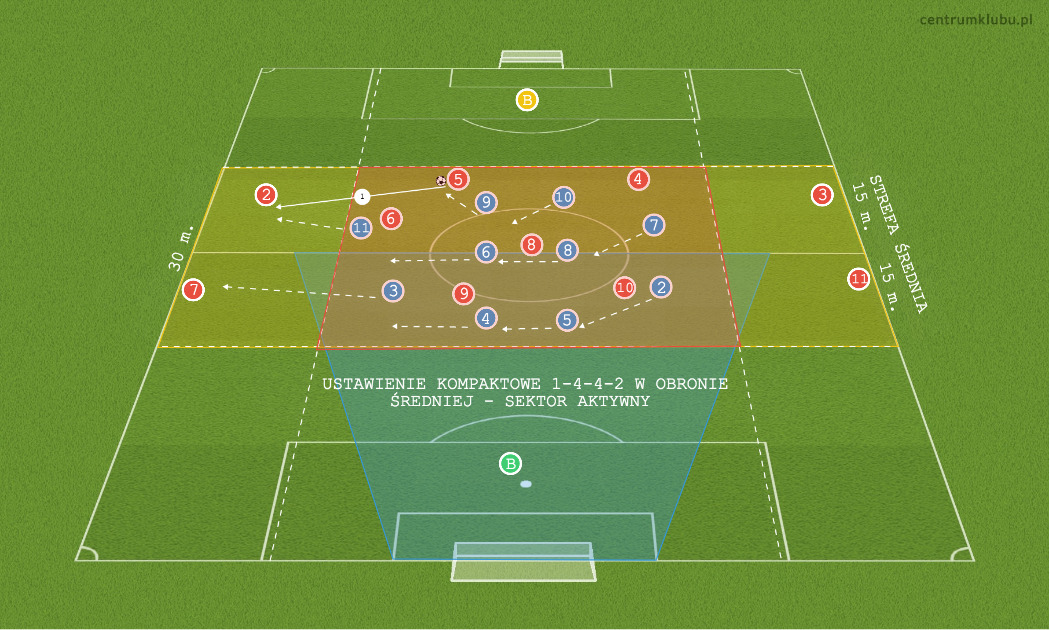 centrumklubu.pl
B
5
4
2
3
1
9
10
6
11
7
8
6
8
STREFA ŚREDNIA
15 m.
30 m.
7
3
9
10
2
11
15 m.
4
5
USTAWIENIE KOMPAKTOWE 1-4-4-2 W OBRONIE
ŚREDNIEJ - SEKTOR AKTYWNY
B